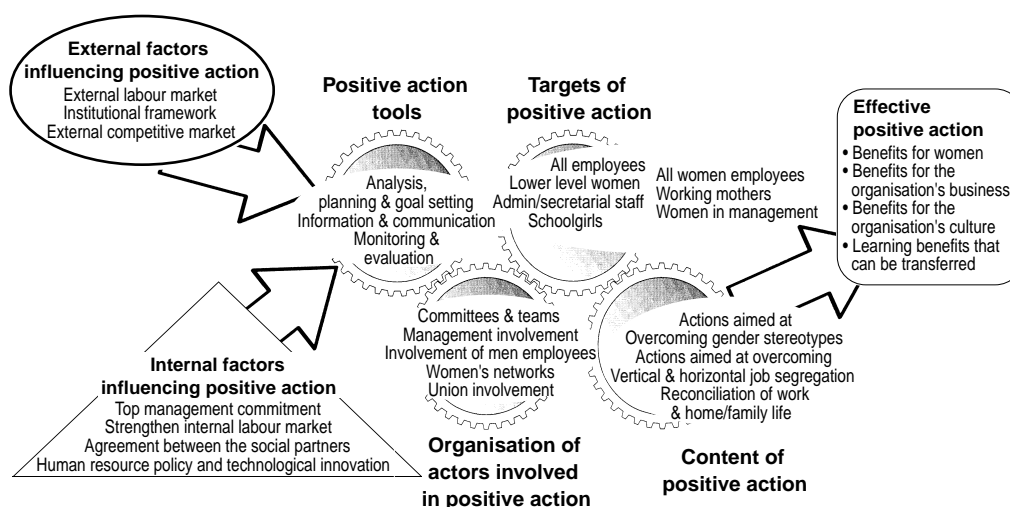 External factors
influencing positive action
External labour market
Institutional framework
External competitive market
Positive action
tools
Analysis,
planning & goal setting
Information & communication
Monitoring &
evaluation
Targets of
positive action
All employees
Lower level women
Admin/secretarial staff
Schoolgirls
All women employees
Working mothers
Women in management
Effective
positive action
• Benefits for women
• Benefits for the
organisation's business
• Benefits for the
organisation's culture
• Learning benefits that
can be transferred
Internal factors
influencing positive action
Top management commitment
Strengthen internal labour market
Agreement between the social partners
Human resource policy and technological innovation
Committees & teams
Management involvement
Involvement of men employees
Women's networks
Union involvement
Organisation of
actors involved
in positive action
Actions aimed at
Overcoming gender stereotypes
Actions aimed at overcoming
Vertical & horizontal job segregation
Reconciliation of work
& home/family life
Content of
positive action